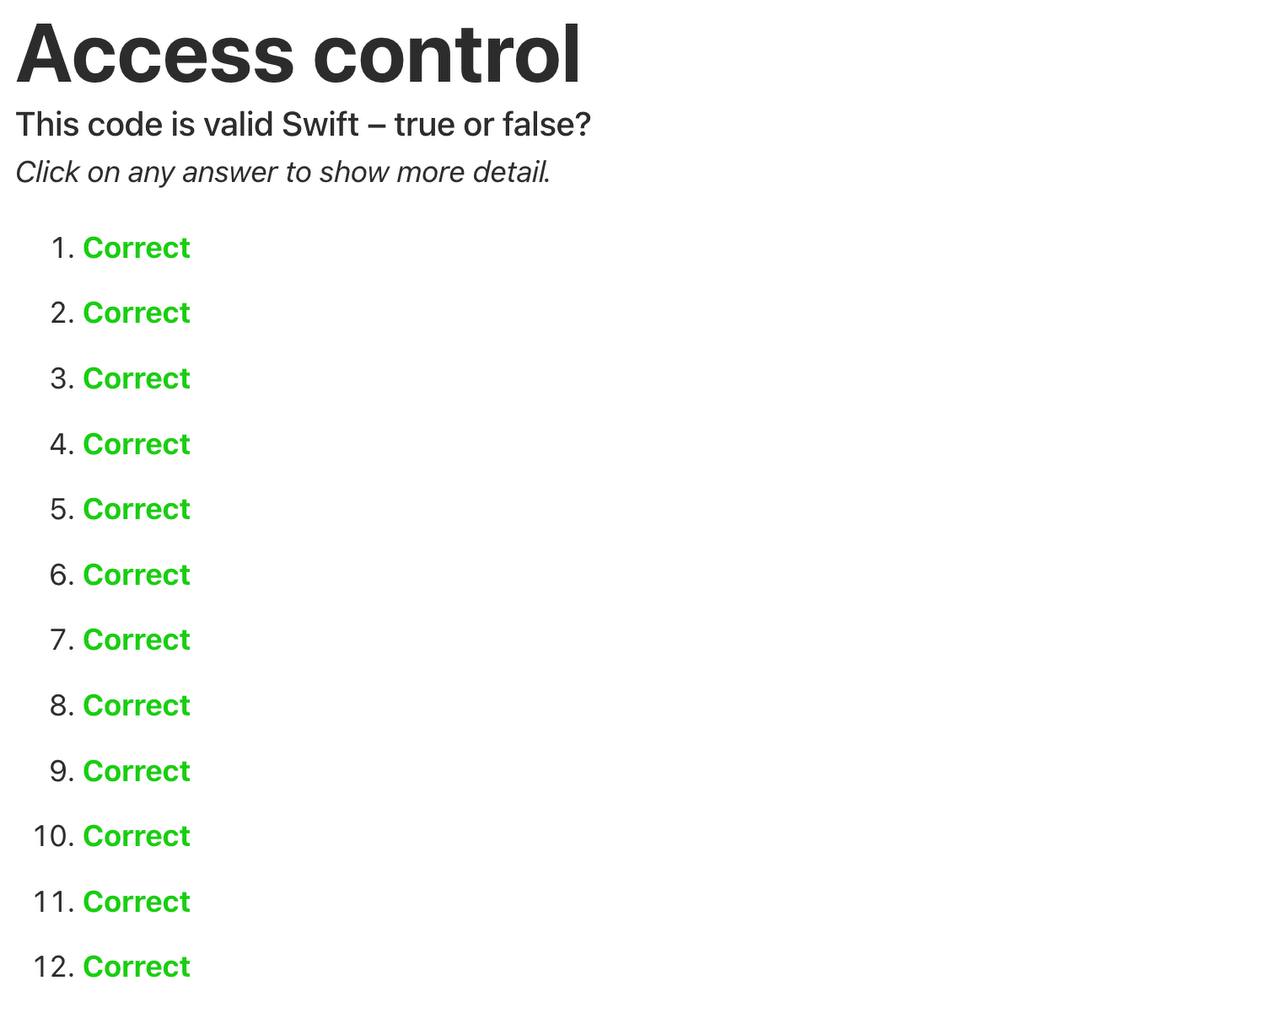 Access control
This code is valid Swift – true or false?
Click on any answer to show more detail.
1. Correct
2. Correct
3. Correct
4. Correct
5. Correct
6. Correct
7. Correct
8. Correct
9. Correct
10. Correct
11. Correct
12. Correct